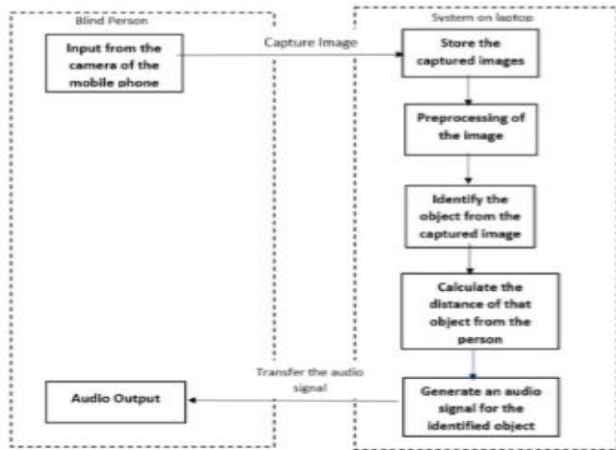 Blind Person
System on laptop
Input from the
camera of the
mobile phone
Capture Image
Store the
captured images
Preprocessing of
the image
Identify the
object from the
captured image
Calculate the
distance of that
object from the
person
Transfer the audio
signal
Audio Output
Generate an audio
signal for the
identified object